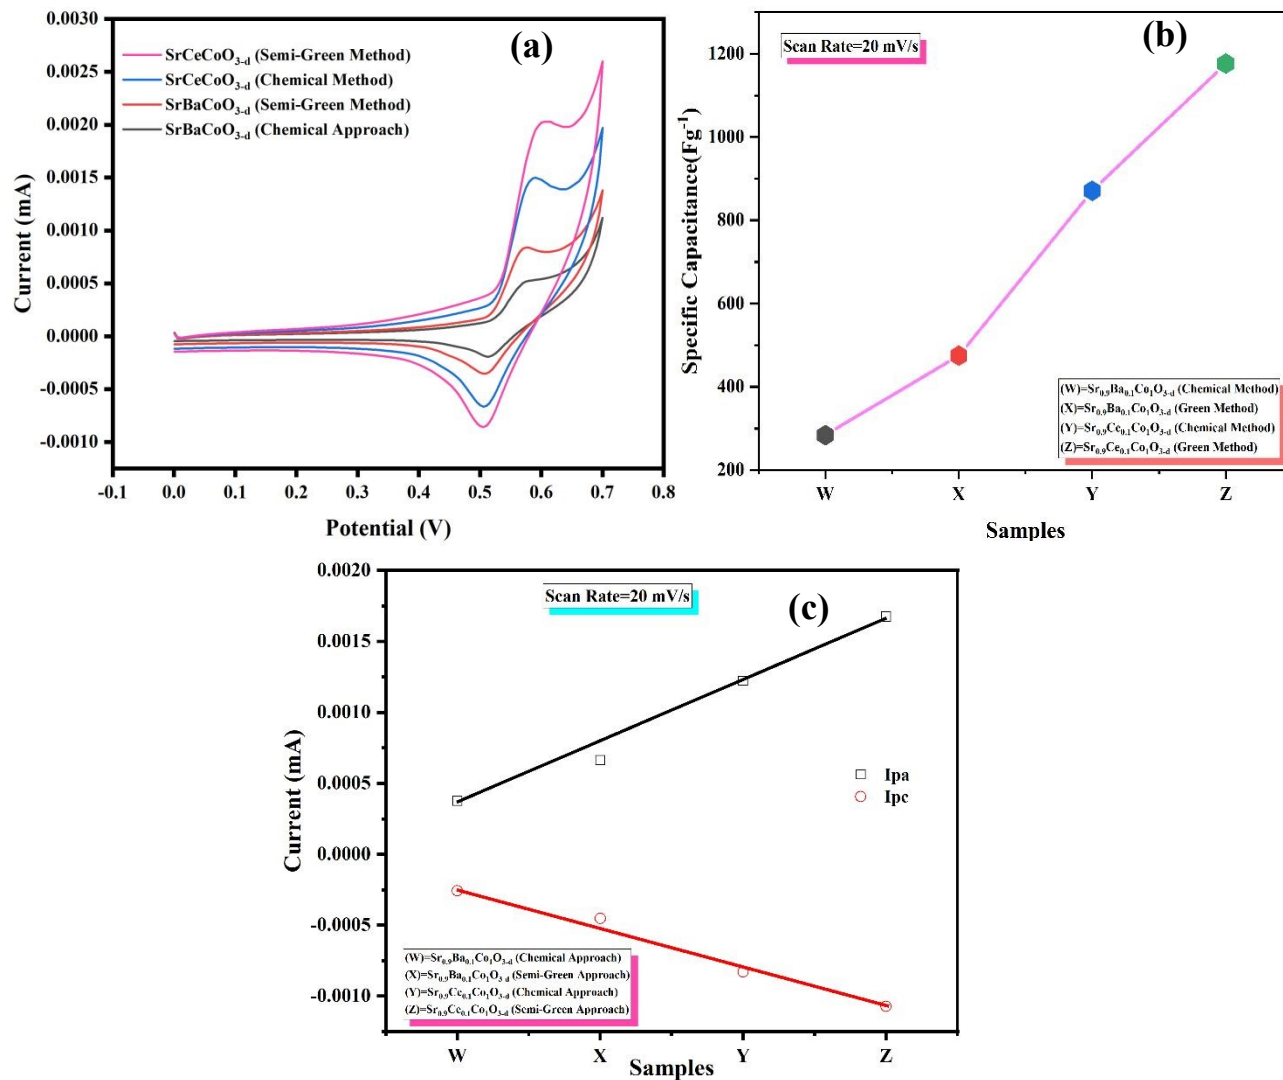 (a)
SrCeCoO3-d (Semi-Green Method)
SrCeCoO3-d (Chemical Method)
SrBaCoO3-d (Semi-Green Method)
SrBaCoO3-d (Chemical Approach)
Current (mA)
0.0030
0.0025
0.0020
0.0015
0.0010
0.0005
0.0000
-0.0005
-0.0010
-0.1 0.0 0.1 0.2 0.3 0.4 0.5 0.6 0.7 0.8
Potential (V)
(b)
Scan Rate=20 mV/s
Specific Capacitance(Fg-1)
1200
1000
800
600
400
200
(W)=Sr0.9Ba0.1Co1O3-d (Chemical Method)
(X)=Sr0.9Ba0.1Co1O3-d (Green Method)
(Y)=Sr0.9Ce0.1Co1O3-d (Chemical Method)
(Z)=Sr0.9Ce0.1Co1O3-d (Green Method)
W X Y Z
Samples
(c)
Scan Rate=20 mV/s
Current (mA)
0.0020
0.0015
0.0010
0.0005
0.0000
-0.0005
-0.0010
Ipa
Ipc
(W)=Sr0.9Ba0.1Co1O3-d (Chemical Approach)
(X)=Sr0.9Ba0.1Co1O3-d (Semi-Green Approach)
(Y)=Sr0.9Ce0.1Co1O3-d (Chemical Approach)
(Z)=Sr0.9Ce0.1Co1O3-d (Semi-Green Approach)
W X Y Z
Samples